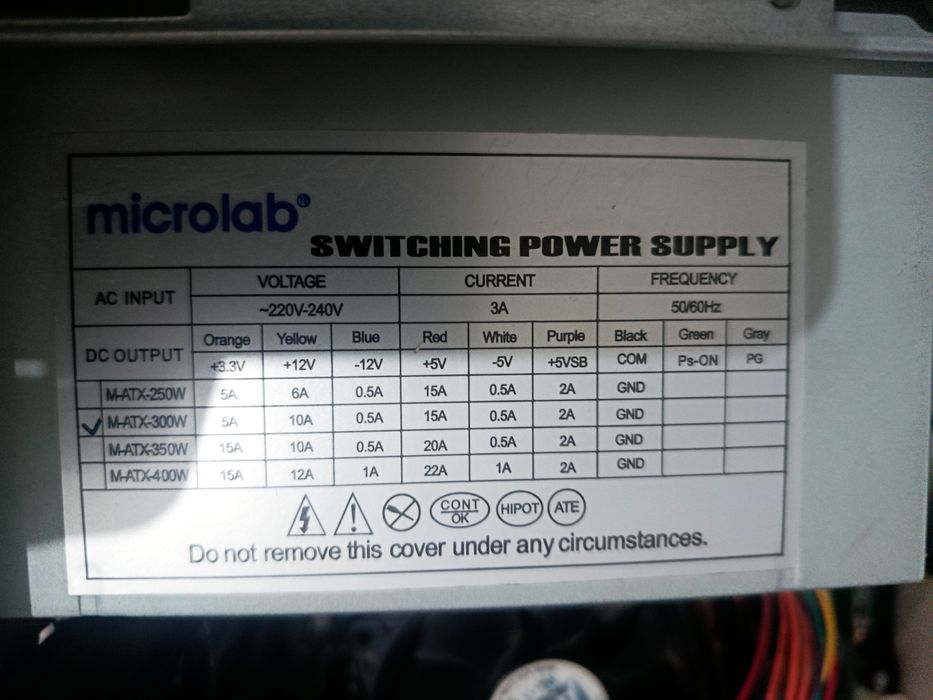 microlab®
SWITCHING POWER SUPPLY
AC INPUT VOLTAGE CURRENT FREQUENCY
~220V-240V 3A 50/60Hz
DC OUTPUT Orange Yellow Blue Red White Purple Black Green Gray
+3.3V +12V -12V +5V -5V +5VSB COM Ps-ON PG
M-ATX-250W 5A 6A 0.5A 15A 0.5A 2A GND
✓ M-ATX-300W 5A 10A 0.5A 15A 0.5A 2A GND
M-ATX-350W 15A 10A 0.5A 20A 0.5A 2A GND
M-ATX-400W 15A 12A 1A 22A 1A 2A GND
CONT OK HIPOT ATE
Do not remove this cover under any circumstances.